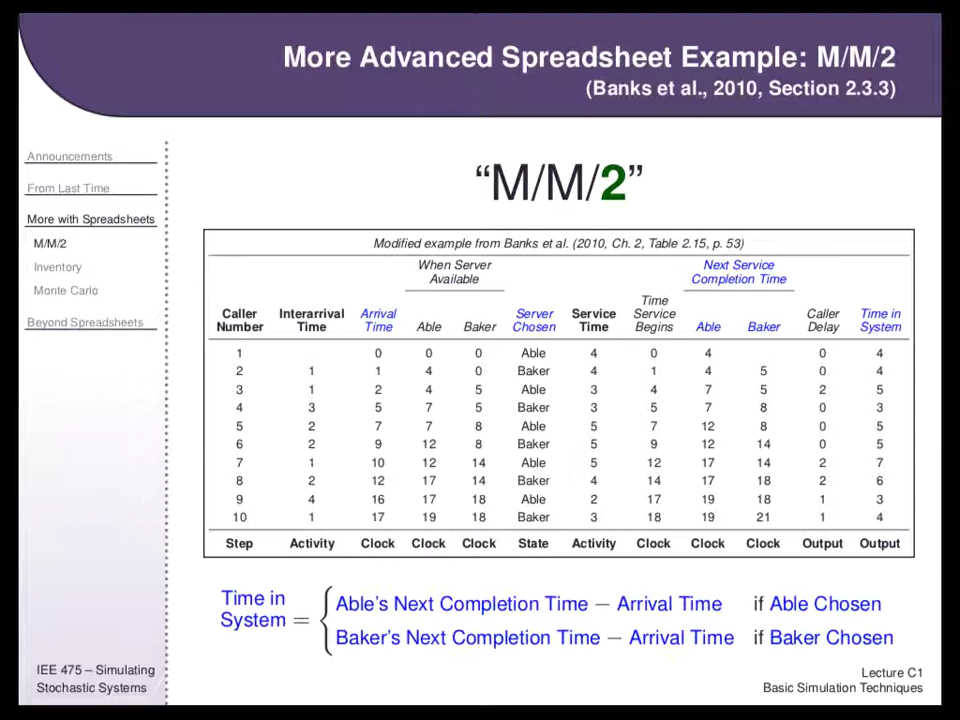 More Advanced Spreadsheet Example: M/M/2
(Banks et al., 2010, Section 2.3.3)
Announcements
From Last Time
More with Spreadsheets
M/M/2
Inventory
Monte Carlo
Beyond Spreadsheets
“M/M/2”
Modified example from Banks et al. (2010, Ch. 2, Table 2.15, p. 53)
When Server Next Service
Available Completion Time
Time
Caller Interarrival Arrival Server Service Service Caller Time in
Number Time Time Able Baker Chosen Time Begins Able Baker Delay System
1 0 0 0 Able 4 0 4 0 4
2 1 1 4 0 Baker 4 1 4 5 0 4
3 1 2 4 5 Able 3 4 7 5 2 5
4 3 5 7 5 Baker 3 5 7 8 0 3
5 2 7 7 8 Able 5 7 12 8 0 5
6 2 9 12 8 Baker 5 9 12 14 0 5
7 1 10 12 14 Able 5 12 17 14 2 7
8 2 12 17 14 Baker 4 14 17 18 2 6
9 4 16 17 18 Able 2 17 19 18 1 3
10 1 17 19 18 Baker 3 18 19 21 1 4
Step Activity Clock Clock Clock State Activity Clock Clock Clock Output Output
Time in
System =
Able's Next Completion Time − Arrival Time if Able Chosen
Baker's Next Completion Time − Arrival Time if Baker Chosen
IEE 475 – Simulating
Stochastic Systems
Lecture C1
Basic Simulation Techniques